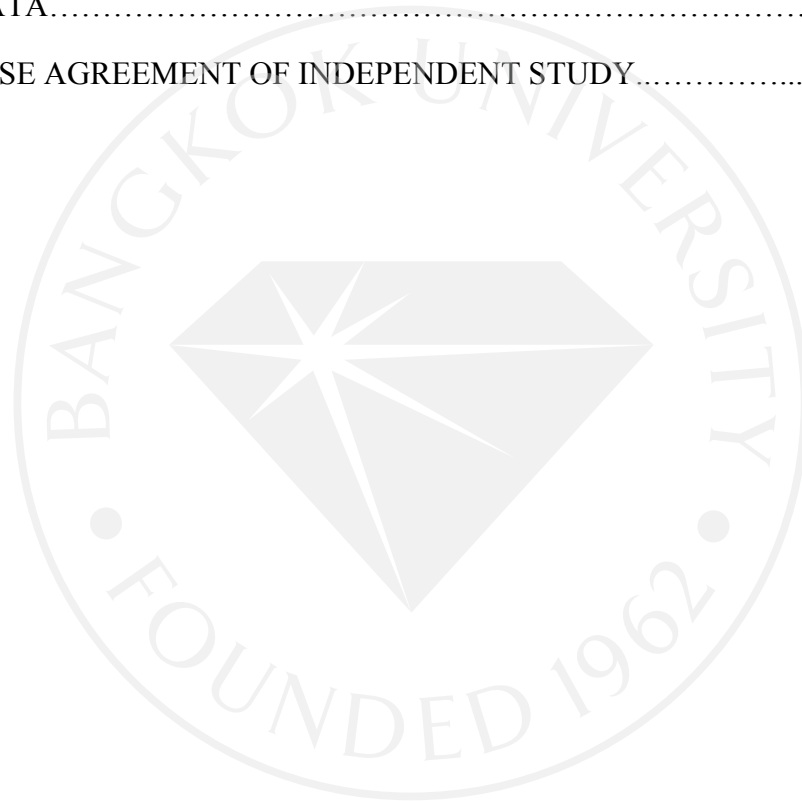 ATA……………………………………………………………………
SE AGREEMENT OF INDEPENDENT STUDY..…………...
BANGKOK UNIVERSITY
• FOUNDED 1962 •